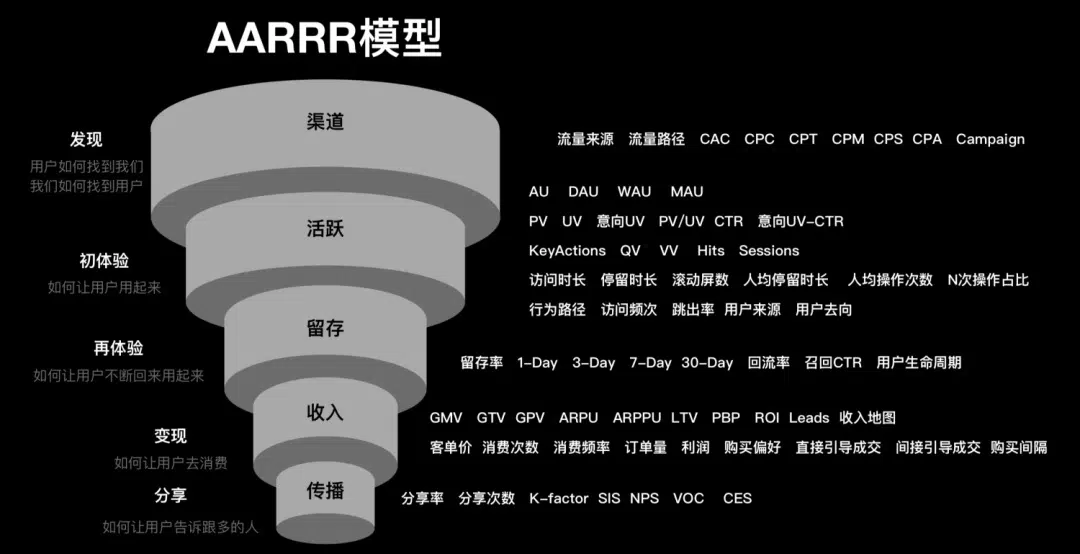 AARRR模型
渠道
发现
用户如何找到我们
我们如何找到用户
流量来源 流量路径 CAC CPC CPT CPM CPS CPA Campaign
活跃
初体验
如何让用户用起来
AU DAU WAU MAU
PV UV 意向UV PV/UV CTR 意向UV-CTR
KeyActions QV VV Hits Sessions
访问时长 停留时长 滚动屏数 人均停留时长 人均操作次数 N次操作占比
行为路径 访问频次 跳出率 用户来源 用户去向
留存
再体验
如何让用户不断回来用起来
留存率 1-Day 3-Day 7-Day 30-Day 回流率 召回CTR 用户生命周期
收入
变现
如何让用户去消费
GMV GTV GPV ARPU ARPPU LTV PBP ROI Leads 收入地图
客单价 消费次数 消费频率 订单量 利润 购买偏好 直接引导成交 间接引导成交 购买间隔
传播
分享
如何让用户告诉跟多的人
分享率 分享次数 K-factor SIS NPS VOC CES